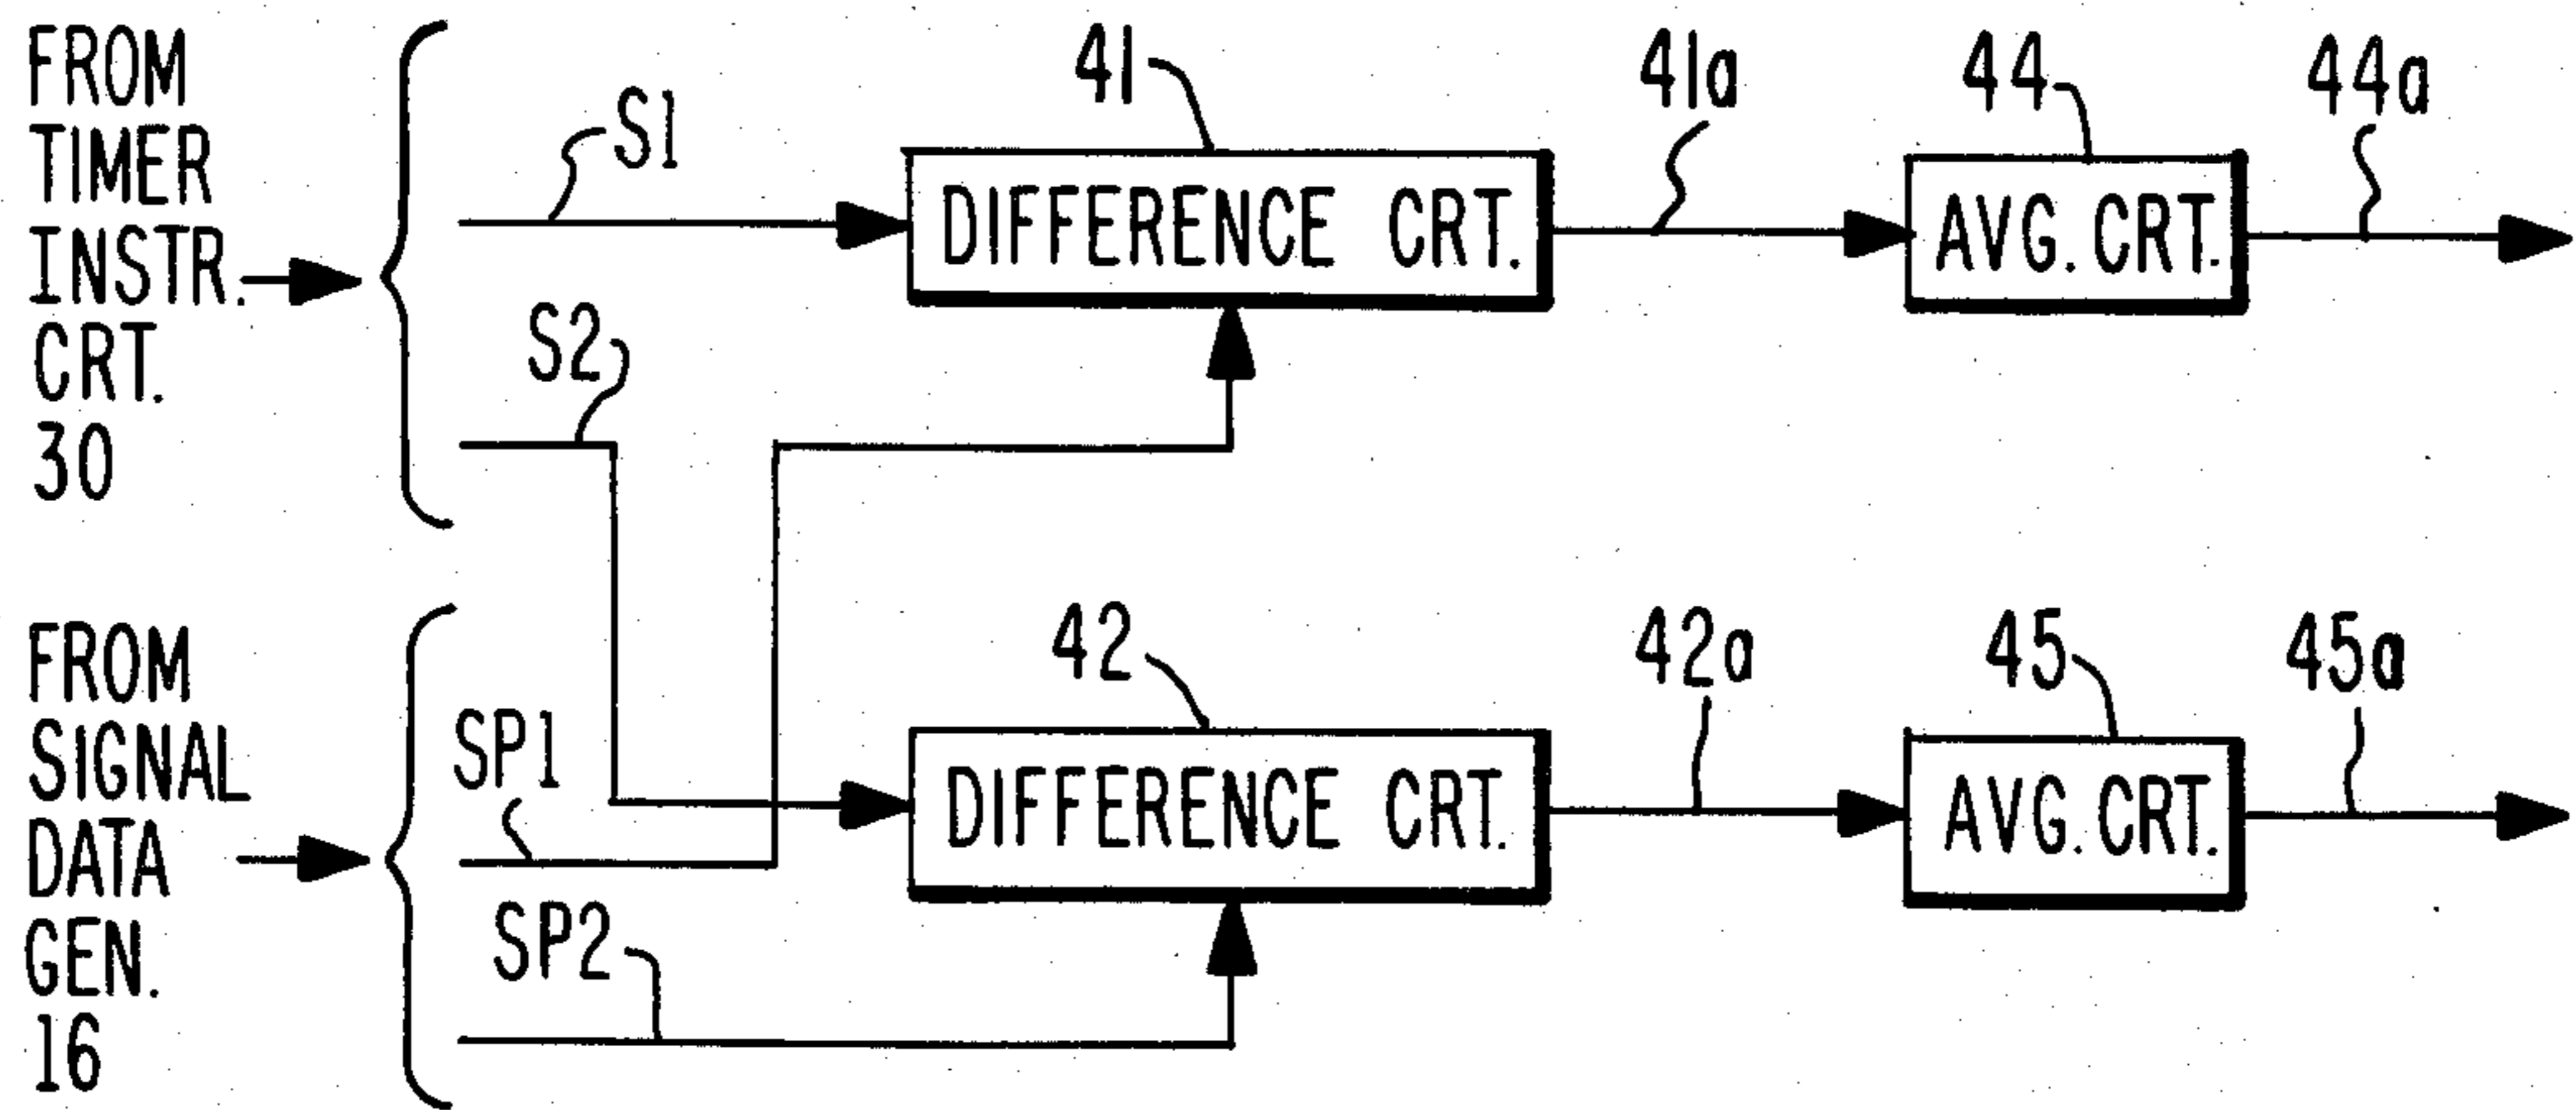 FROM
TIMER
INSTR.
CRT.
30
S1
S2
41
DIFFERENCE CRT.
41a
44
AVG. CRT.
44a
FROM
SIGNAL
DATA
GEN.
16
SP1
SP2
42
DIFFERENCE CRT.
42a
45
AVG. CRT.
45a